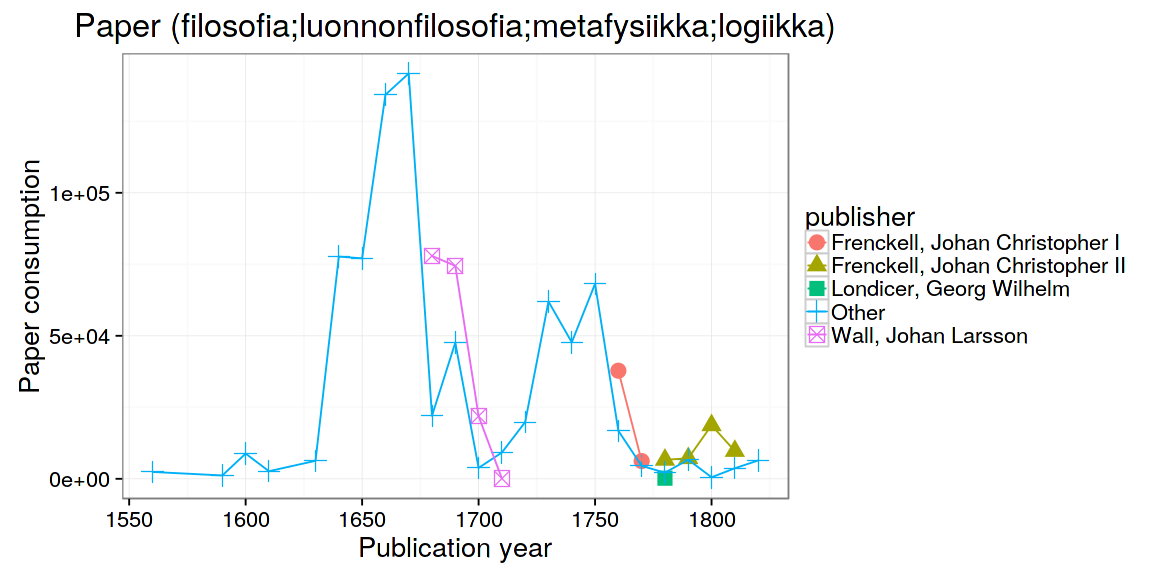 Paper (filosofia;luonnonfilosofia;metafysiikka;logiikka)
Paper consumption
1e+05
5e+04
0e+00
1550 1600 1650 1700 1750 1800
Publication year
publisher
Frenckell, Johan Christopher I
Frenckell, Johan Christopher II
Londicer, Georg Wilhelm
Other
Wall, Johan Larsson